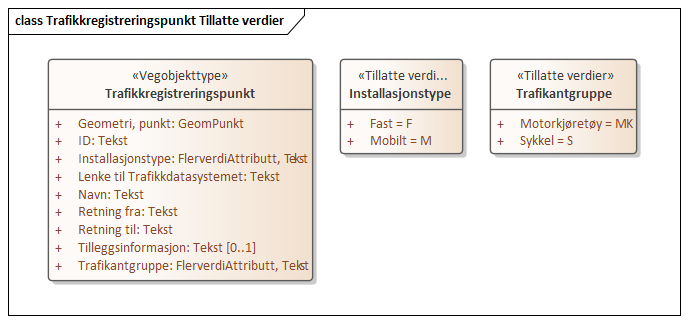 class Trafikkregistreringspunkt Tillatte verdier
«Vegobjekttype»
Trafikkregistreringspunkt
+ Geometri, punkt: GeomPunkt
+ ID: Tekst
+ Installasjonstype: FlerverdiAttributt, Tekst
+ Lenke til Trafikkdatasystemet: Tekst
+ Navn: Tekst
+ Retning fra: Tekst
+ Retning til: Tekst
+ Tilleggsinformasjon: Tekst [0..1]
+ Trafikantgruppe: FlerverdiAttributt, Tekst
«Tillatte verdi...
Installasjonstype
+ Fast = F
+ Mobilt = M
«Tillatte verdier»
Trafikantgruppe
+ Motorkjøretøy = MK
+ Sykkel = S